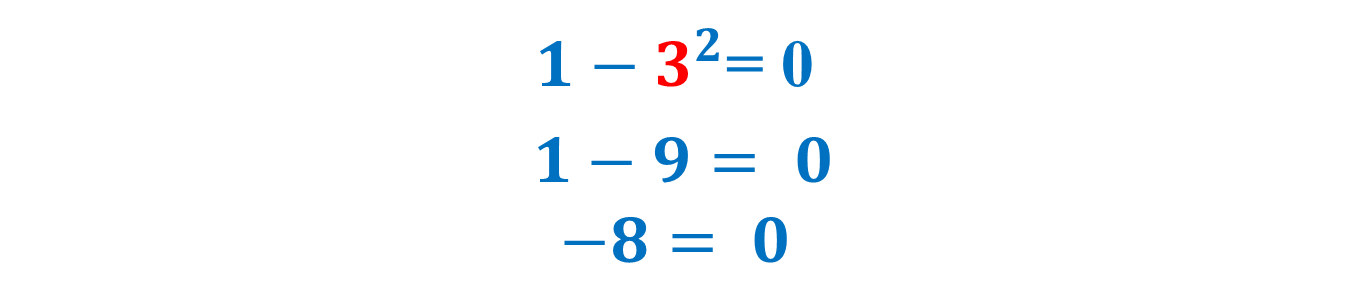 1 − 3² = 0
1 − 9 = 0
−8 = 0